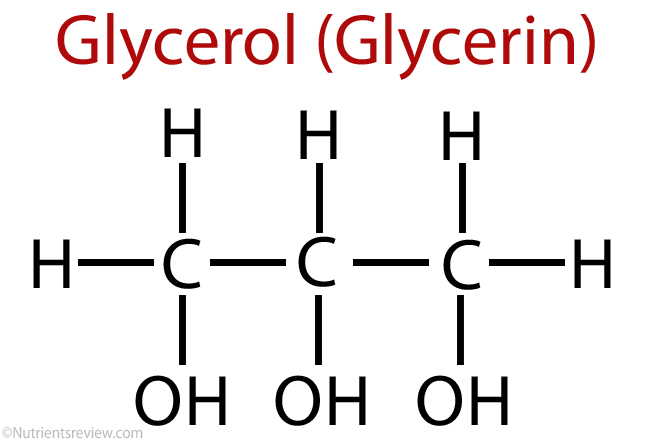 Glycerol (Glycerin)
H H H
H C C C H
OH OH OH
©Nutrientsreview.com